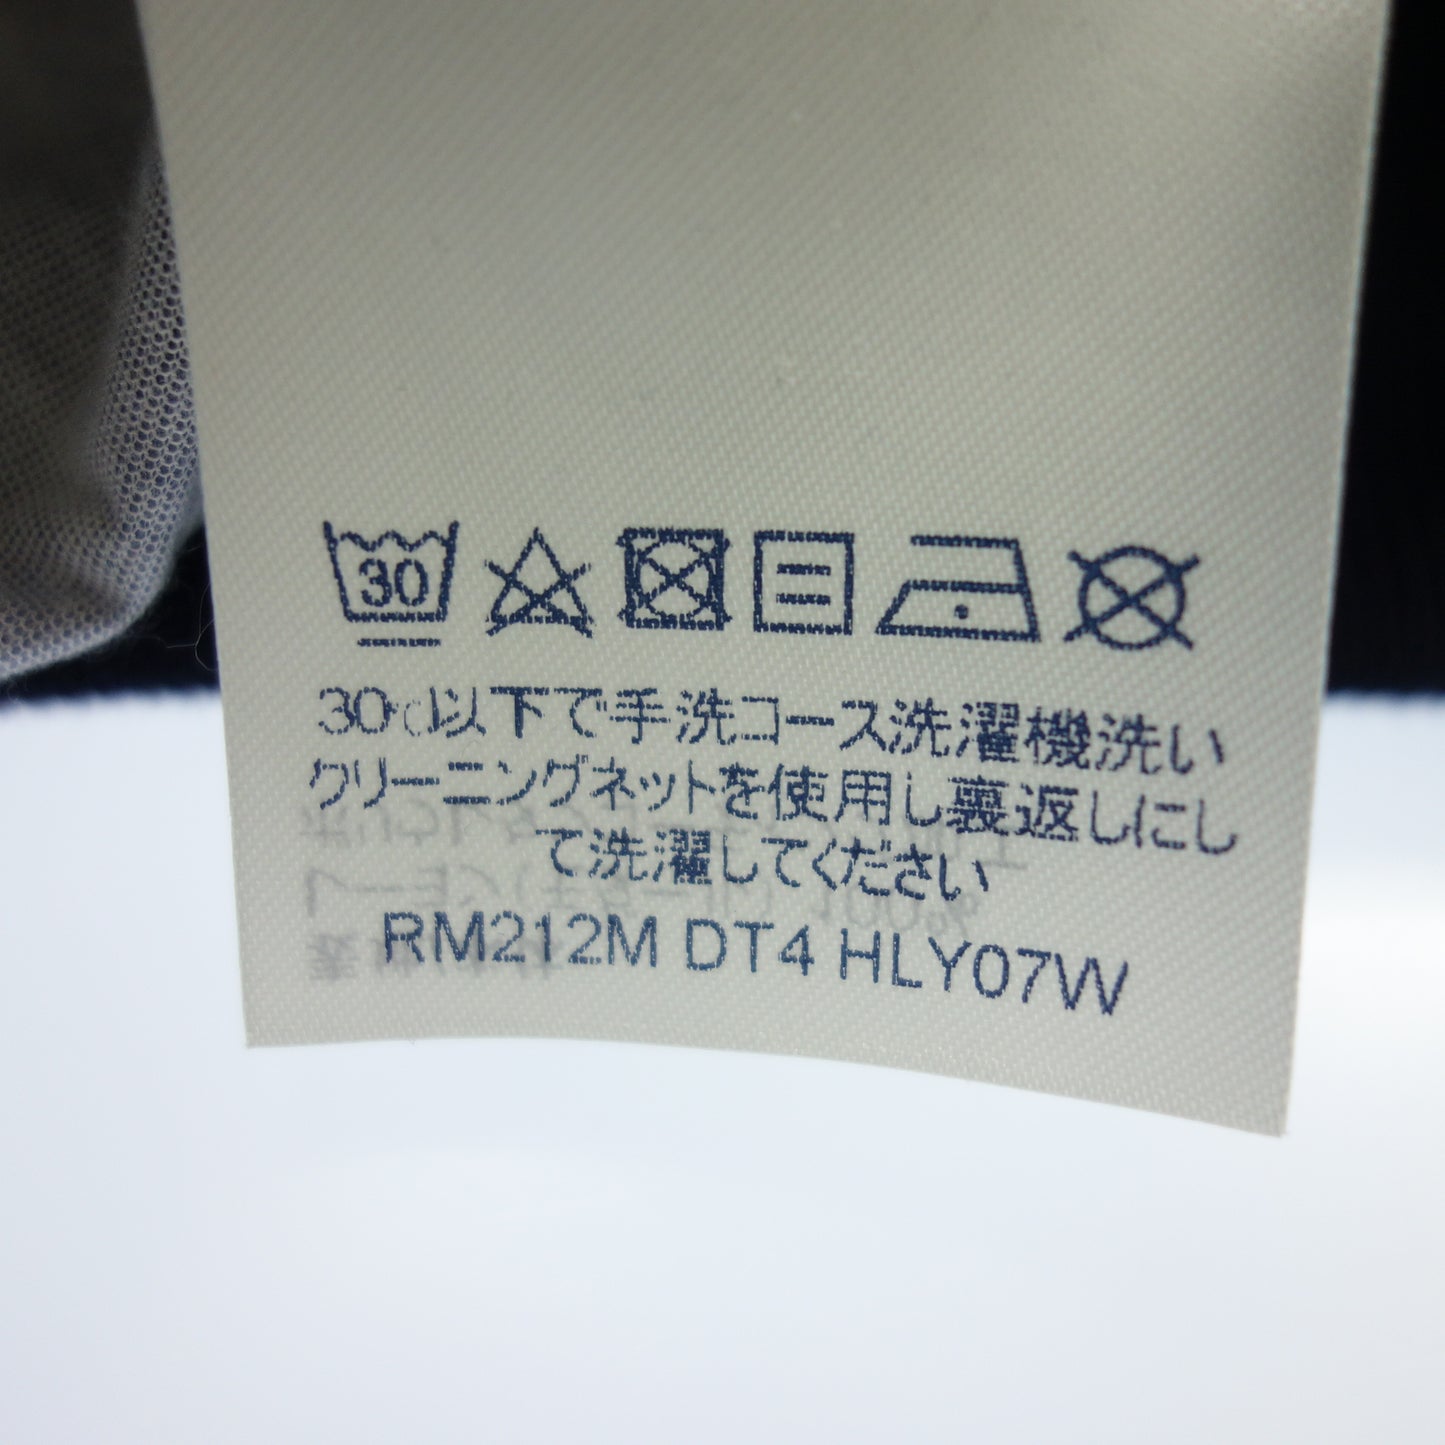 30
30℃以下で手洗コース洗濯機洗い
クリーニングネットを使用し裏返しにし
て洗濯してください
RM212M DT4 HLY07W